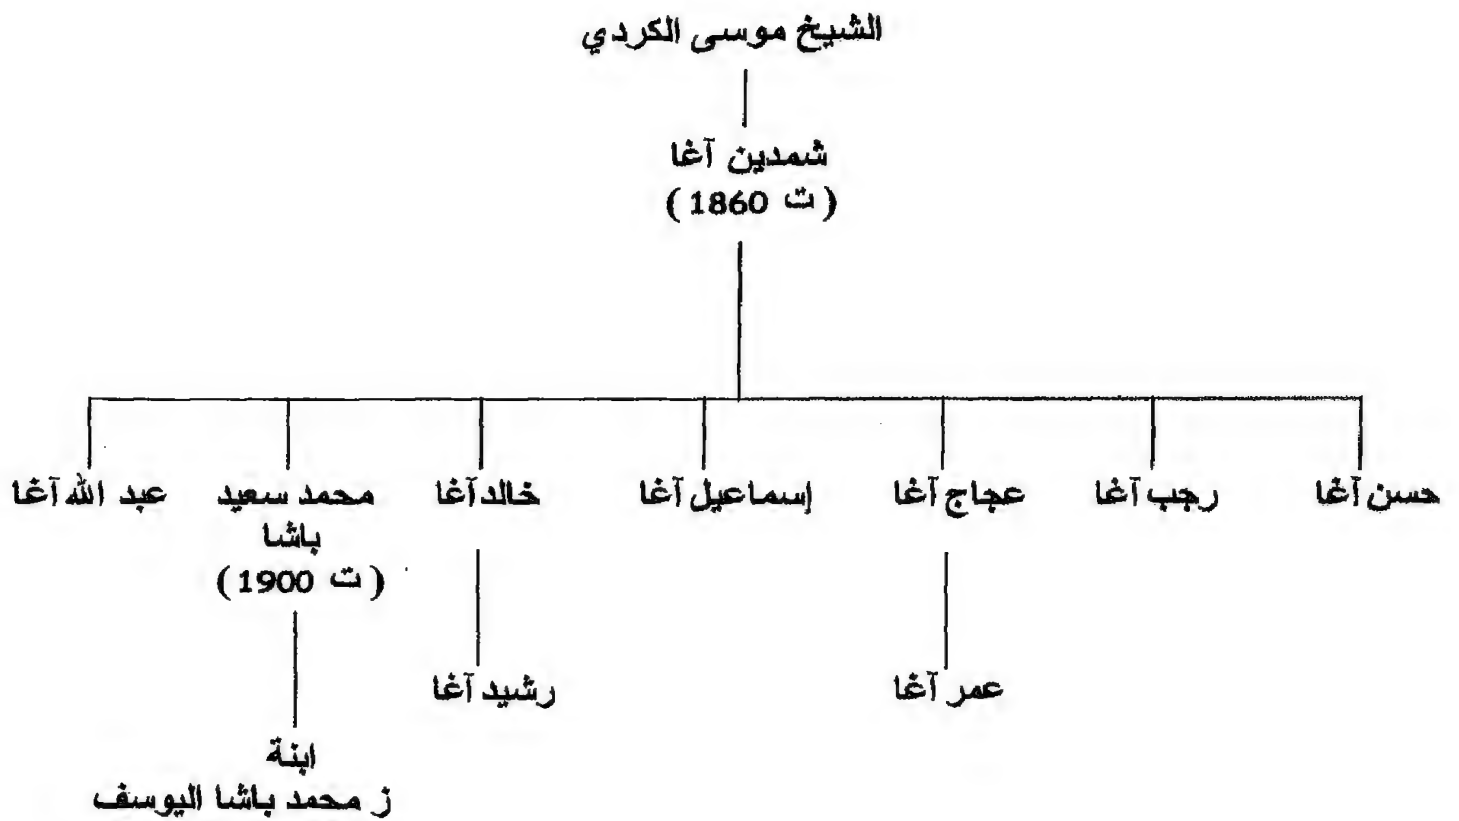 الشيخ موسى الكردي
شمدين آغا
(ت 1860)
حسن آغا
رجب آغا
عجاج آغا
إسماعيل آغا
خالد آغا
محمد سعيد
باشا
(ت 1900)
عبد الله آغا
عمر آغا
رشيد آغا
ابنة
ز محمد باشا اليوسف